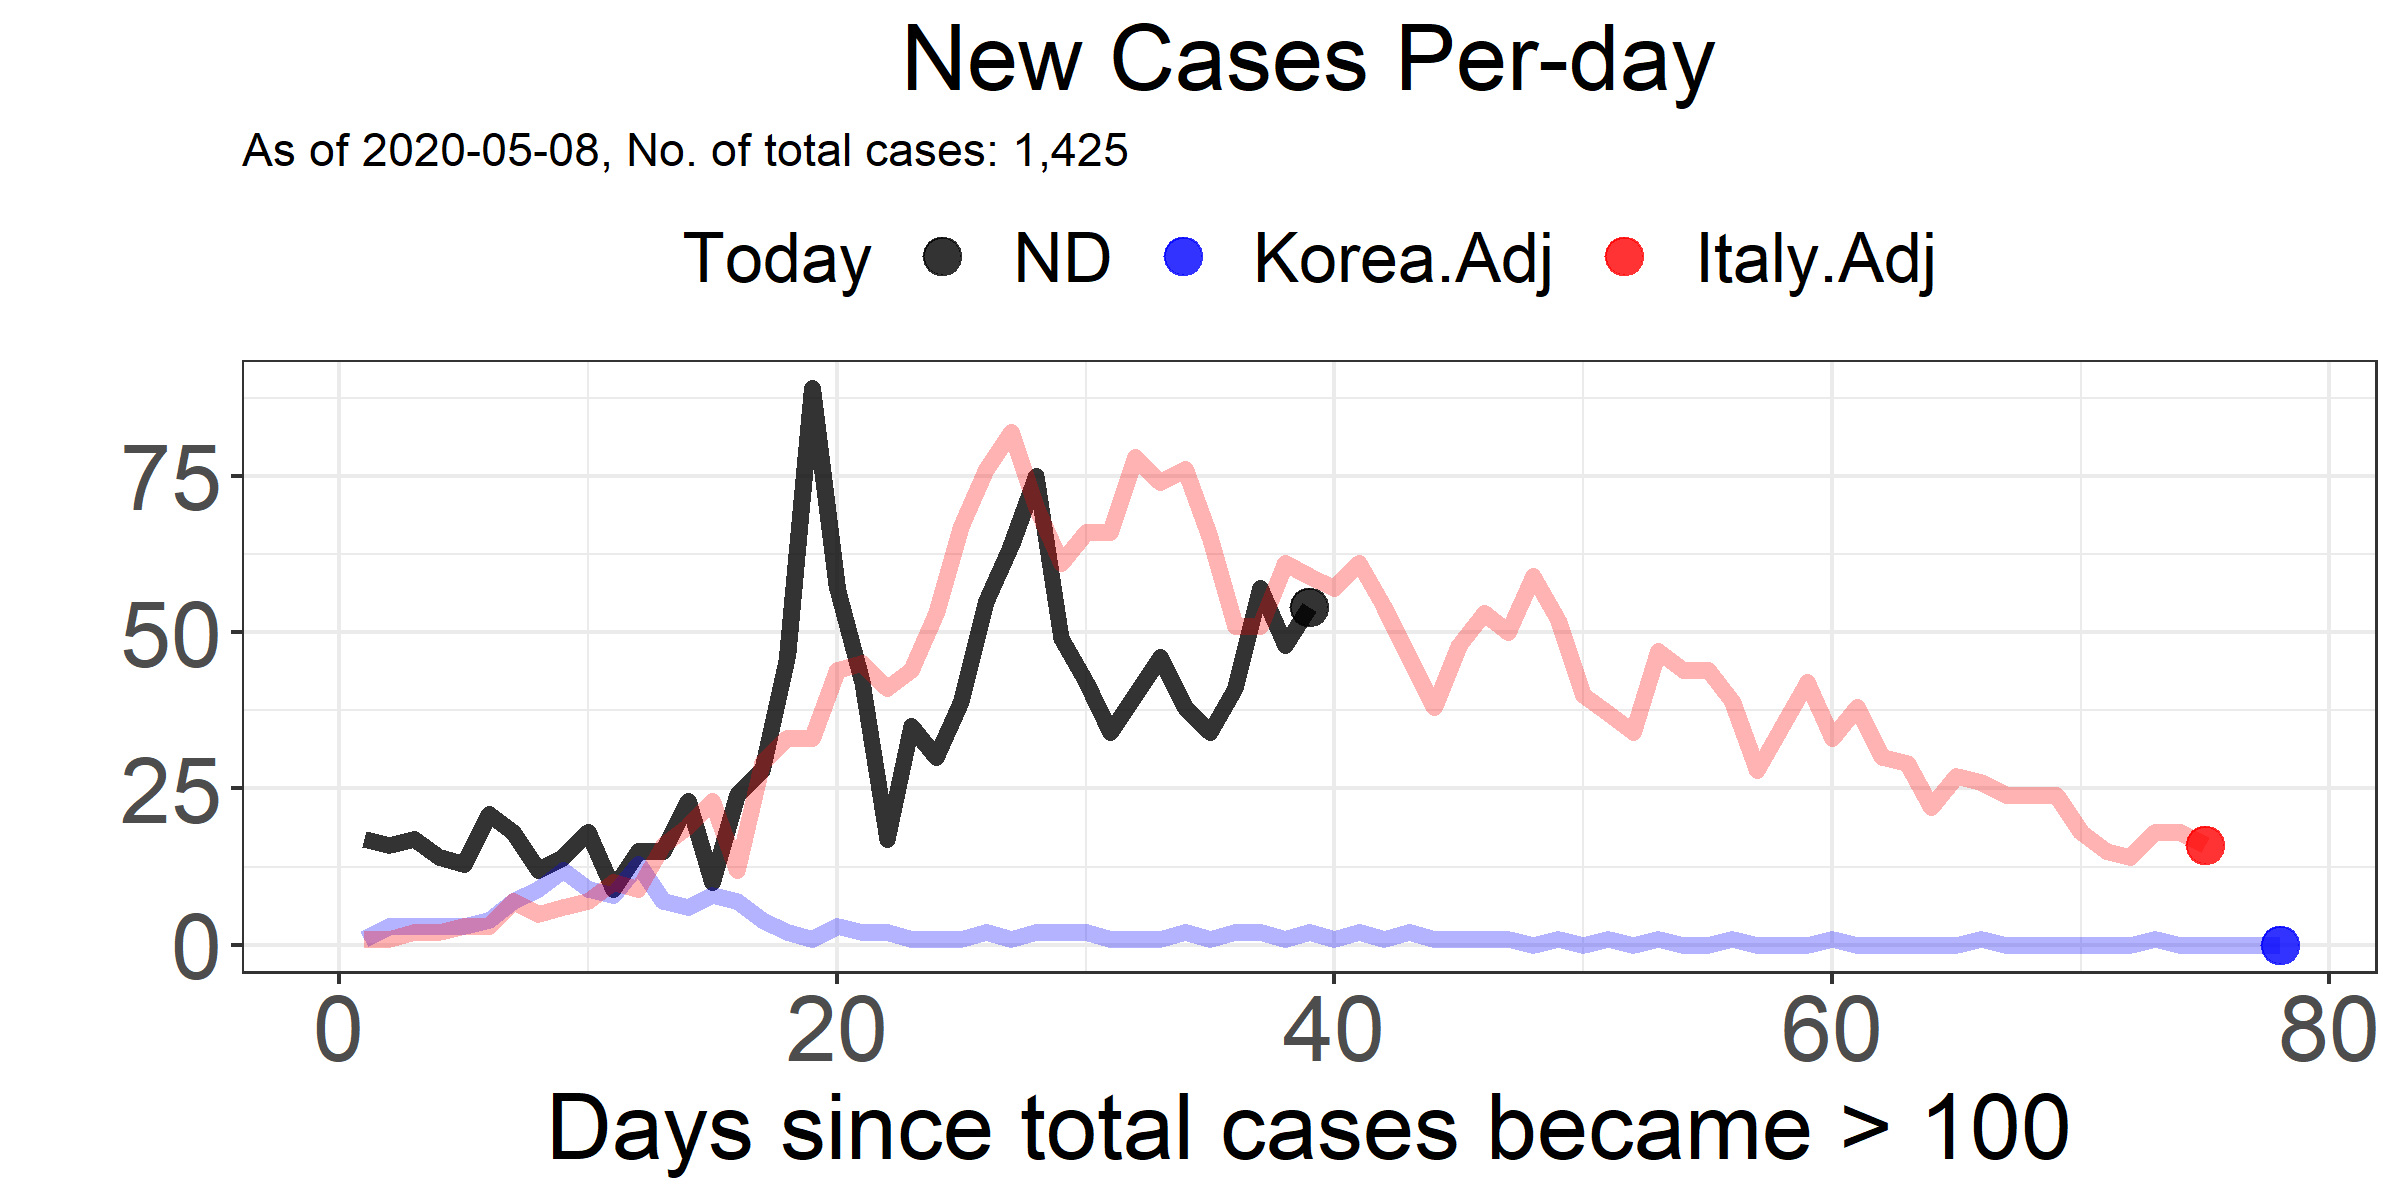 New Cases Per-day
As of 2020-05-08, No. of total cases: 1,425
Today ND Korea.Adj Italy.Adj
75
50
25
0
0 20 40 60 80
Days since total cases became > 100